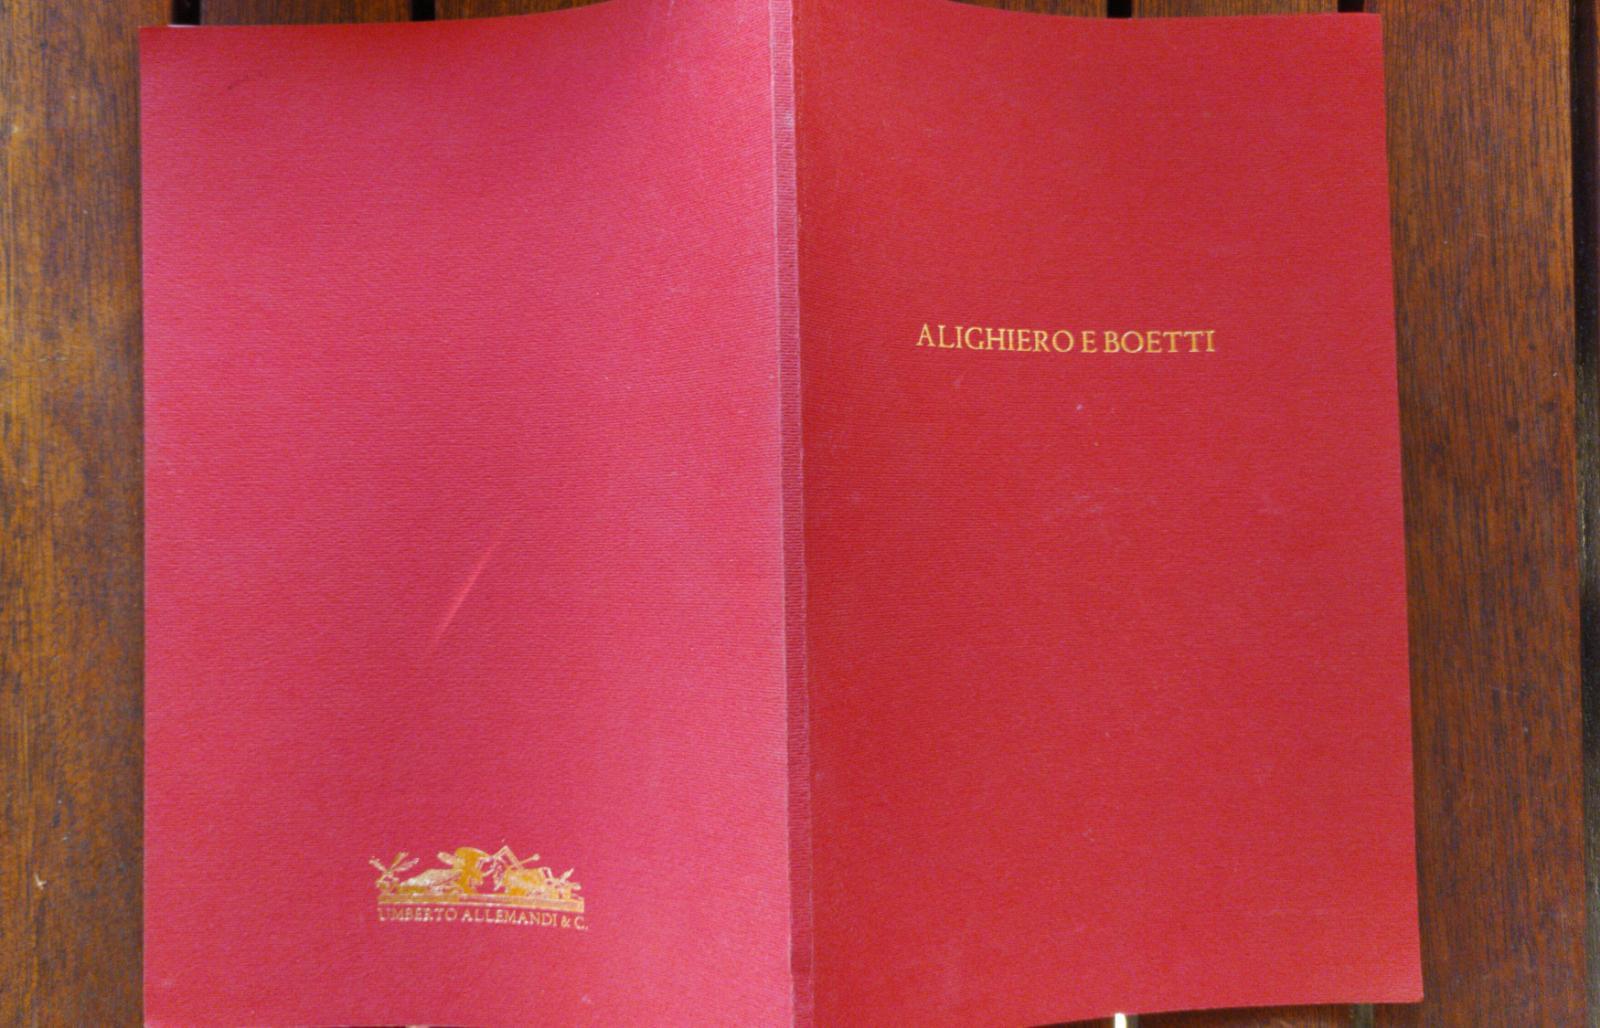 ALIGHIERO E BOETTI
UMBERTO ALLEMANDI & C.